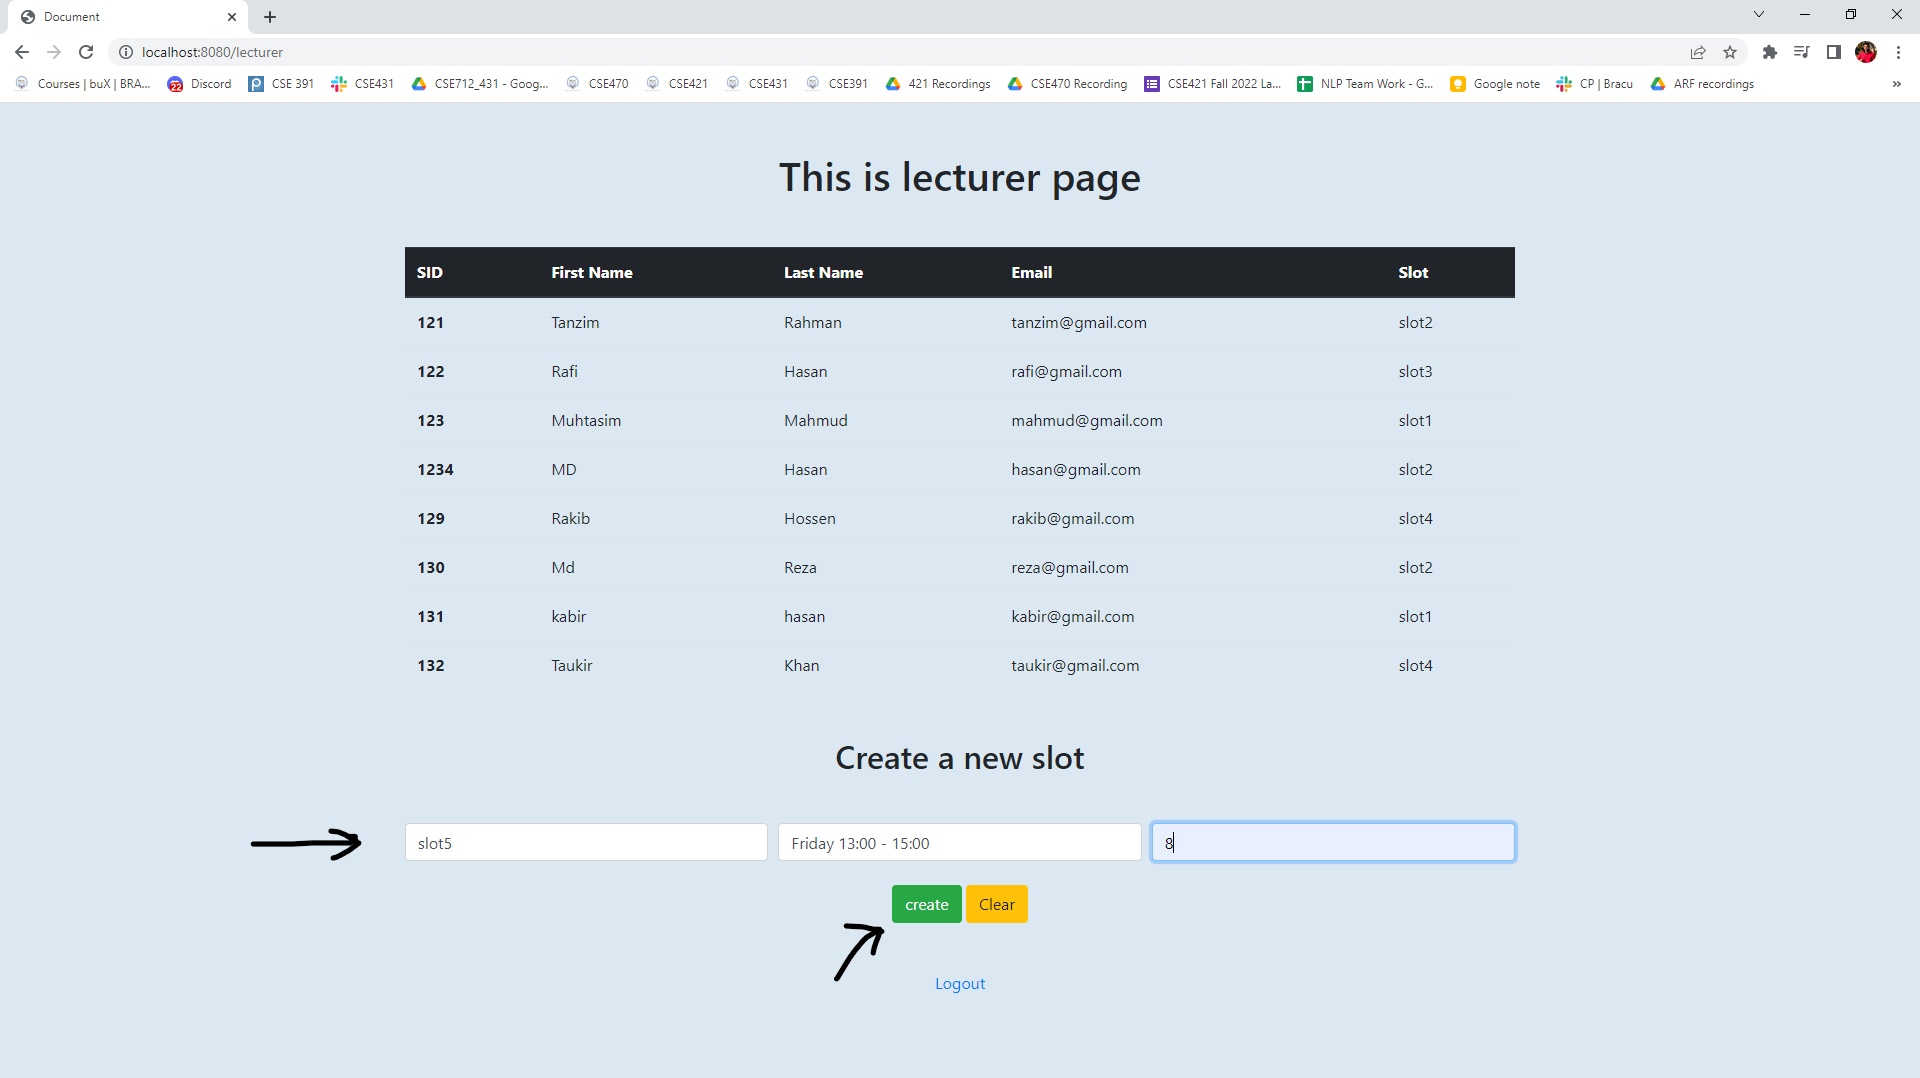 Document
localhost:8080/lecturer
Courses | buX | BRA... 22 Discord CSE 391 CSE431 CSE712_431 - Goog... CSE470 CSE421 CSE431 CSE391 421 Recordings CSE470 Recording CSE421 Fall 2022 La... NLP Team Work - G... Google note CP | Bracu ARF recordings »
This is lecturer page
SID First Name Last Name Email Slot
121 Tanzim Rahman tanzim@gmail.com slot2
122 Rafi Hasan rafi@gmail.com slot3
123 Muhtasim Mahmud mahmud@gmail.com slot1
1234 MD Hasan hasan@gmail.com slot2
129 Rakib Hossen rakib@gmail.com slot4
130 Md Reza reza@gmail.com slot2
131 kabir hasan kabir@gmail.com slot1
132 Taukir Khan taukir@gmail.com slot4
Create a new slot
slot5 Friday 13:00 - 15:00 8
create Clear
Logout